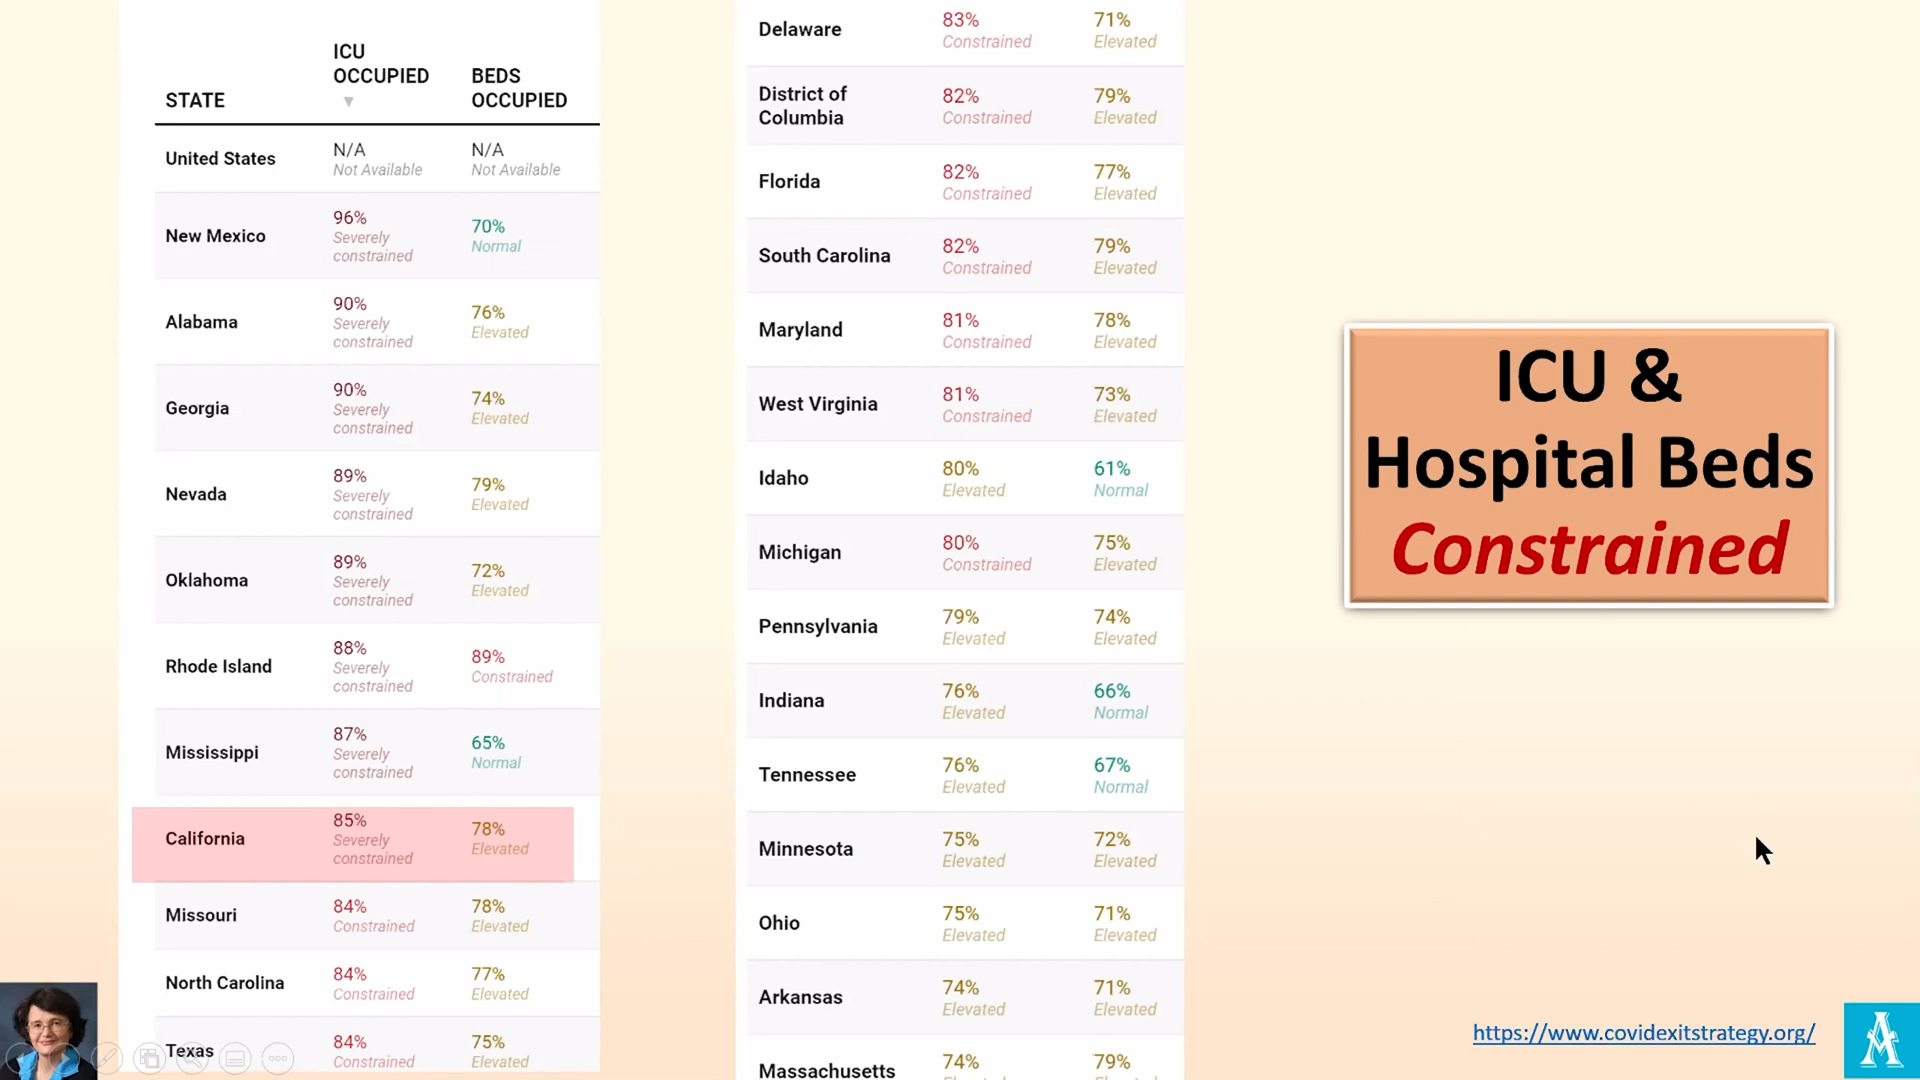 STATE
ICU
OCCUPIED
BEDS
OCCUPIED
United States
N/A
Not Available
N/A
Not Available
New Mexico
96%
Severely
constrained
70%
Normal
Alabama
90%
Severely
constrained
76%
Elevated
Georgia
90%
Severely
constrained
74%
Elevated
Nevada
89%
Severely
constrained
79%
Elevated
Oklahoma
89%
Severely
constrained
72%
Elevated
Rhode Island
88%
Severely
constrained
89%
Constrained
Mississippi
87%
Severely
constrained
65%
Normal
California
85%
Severely
constrained
78%
Elevated
Missouri
84%
Constrained
78%
Elevated
North Carolina
84%
Constrained
77%
Elevated
Texas
84%
Constrained
75%
Elevated
Delaware
83%
Constrained
71%
Elevated
District of
Columbia
82%
Constrained
79%
Elevated
Florida
82%
Constrained
77%
Elevated
South Carolina
82%
Constrained
79%
Elevated
Maryland
81%
Constrained
78%
Elevated
West Virginia
81%
Constrained
73%
Elevated
Idaho
80%
Elevated
61%
Normal
Michigan
80%
Constrained
75%
Elevated
Pennsylvania
79%
Elevated
74%
Elevated
Indiana
76%
Elevated
66%
Normal
Tennessee
76%
Elevated
67%
Normal
Minnesota
75%
Elevated
72%
Elevated
Ohio
75%
Elevated
71%
Elevated
Arkansas
74%
Elevated
71%
Elevated
Massachusetts
74%
79%
ICU &
Hospital Beds
Constrained
https://www.covidexitstrategy.org/